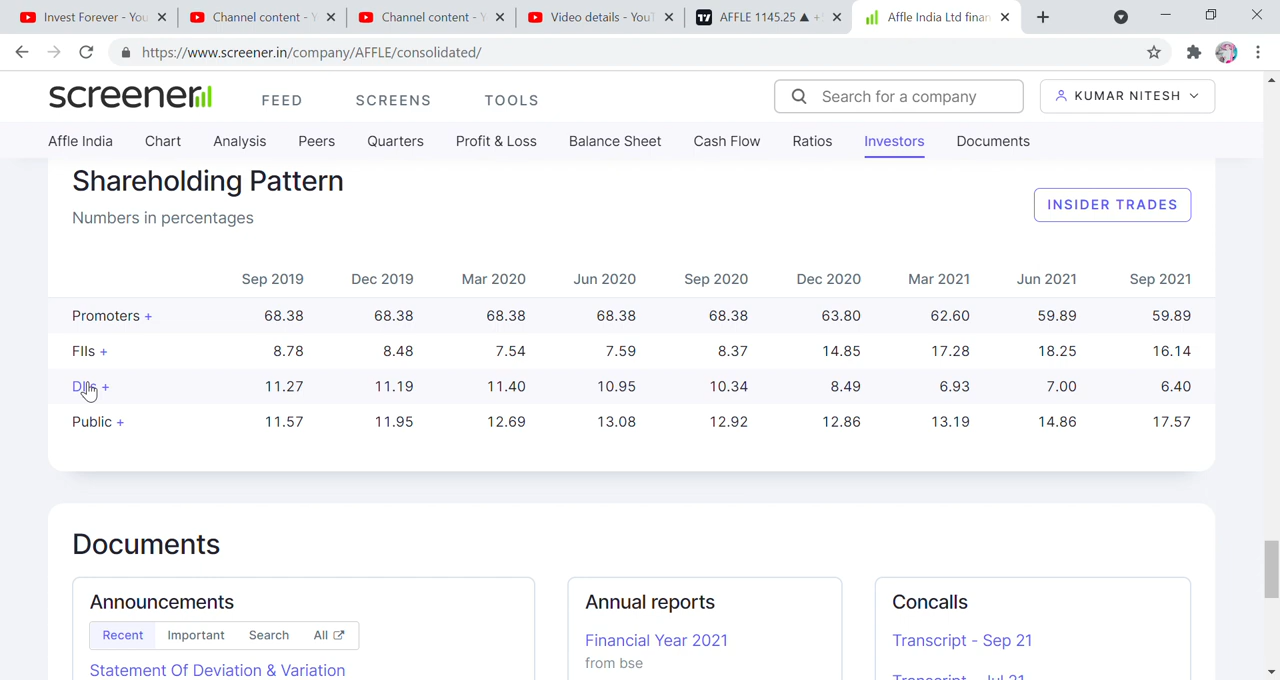 Invest Forever - You
Channel content - Y
Channel content - Y
Video details - YouT
AFFLE 1145.25 ▲ +
Affle India Ltd finan
https://www.screener.in/company/AFFLE/consolidated/
screener
FEED
SCREENS
TOOLS
Search for a company
KUMAR NITESH
Affle India
Chart
Analysis
Peers
Quarters
Profit & Loss
Balance Sheet
Cash Flow
Ratios
Investors
Documents
Shareholding Pattern
Numbers in percentages
INSIDER TRADES
Sep 2019 Dec 2019 Mar 2020 Jun 2020 Sep 2020 Dec 2020 Mar 2021 Jun 2021 Sep 2021
Promoters + 68.38 68.38 68.38 68.38 68.38 63.80 62.60 59.89 59.89
FIIs + 8.78 8.48 7.54 7.59 8.37 14.85 17.28 18.25 16.14
DIIs + 11.27 11.19 11.40 10.95 10.34 8.49 6.93 7.00 6.40
Public + 11.57 11.95 12.69 13.08 12.92 12.86 13.19 14.86 17.57
Documents
Announcements
Recent
Important
Search
All
Statement Of Deviation & Variation
Annual reports
Financial Year 2021
from bse
Concalls
Transcript - Sep 21
Transcript - Jul 21